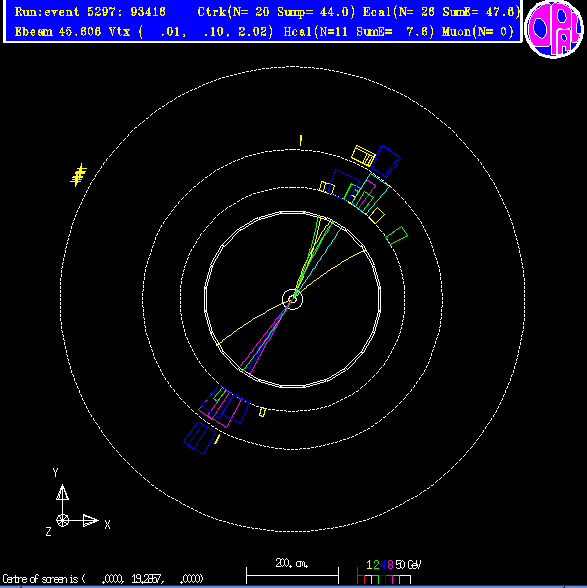 Run:event 5297: 93416 Ctrk(N= 20 Sump= 44.0) Ecal(N= 26 SumE= 47.6)
Ebeam 45.606 Vtx ( .01, .10, 2.02) Hcal(N=11 SumE= 7.6) Muon(N= 0)
OPAL
Y
X
Z
200. cm.
1 2 4 8 50 GeV
Centre of screen is ( .0000, 19.2857, .0000)